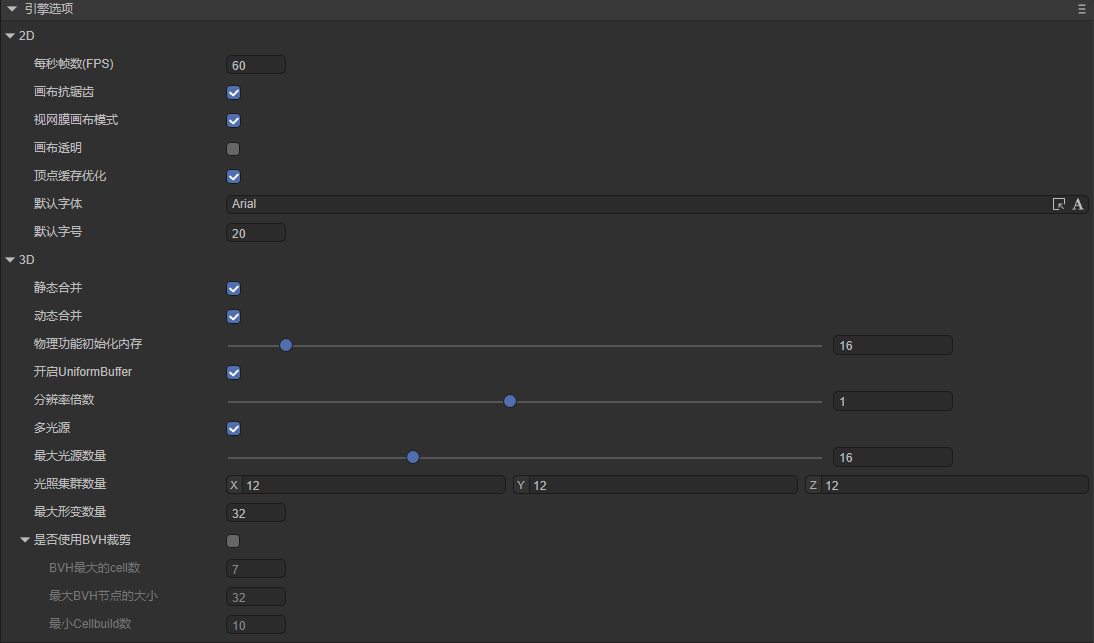 引擎选项
2D
每秒帧数(FPS) 60
画布抗锯齿
视网膜画布模式
画布透明
顶点缓存优化
默认字体 Arial A
默认字号 20
3D
静态合并
动态合并
物理功能初始化内存 16
开启UniformBuffer
分辨率倍数 1
多光源
最大光源数量 16
光照集群数量 X 12 Y 12 Z 12
最大形变数量 32
是否使用BVH裁剪
BVH最大的cell数 7
最大BVH节点的大小 32
最小Cellbuild数 10